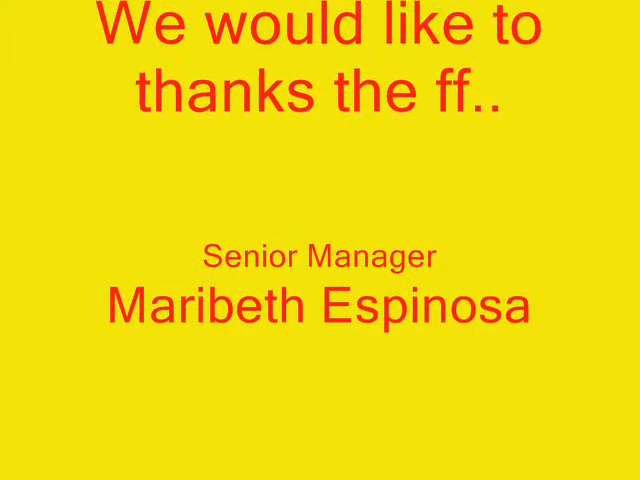 We would like to
thanks the ff..
Senior Manager
Maribeth Espinosa